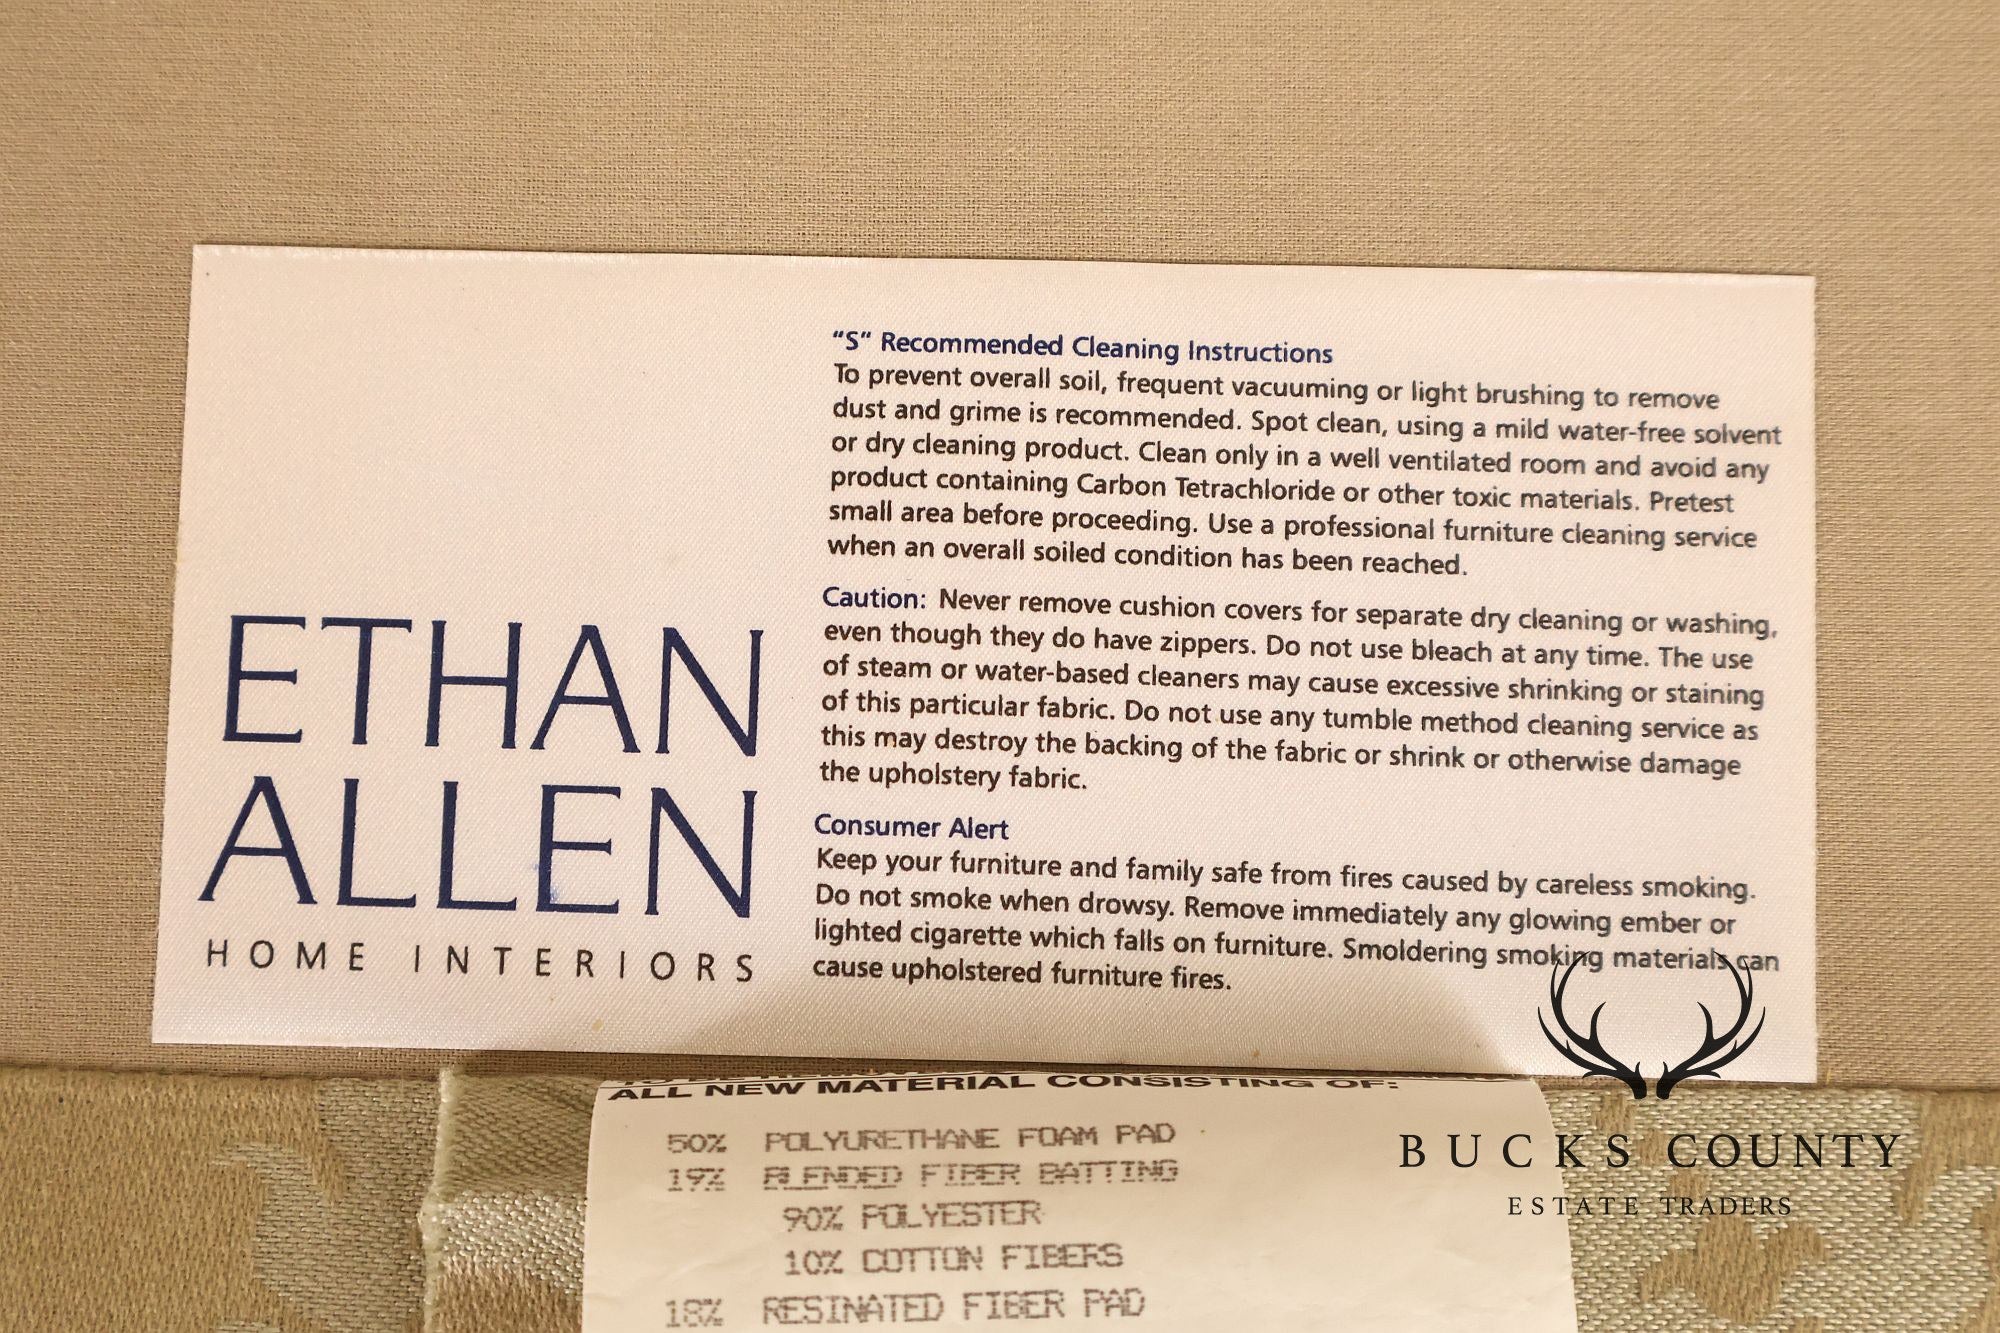 "S" Recommended Cleaning Instructions
To prevent overall soil, frequent vacuuming or light brushing to remove
dust and grime is recommended. Spot clean, using a mild water-free solvent
or dry cleaning product. Clean only in a well ventilated room and avoid any
product containing Carbon Tetrachloride or other toxic materials. Pretest
small area before proceeding. Use a professional furniture cleaning service
when an overall soiled condition has been reached.
Caution: Never remove cushion covers for separate dry cleaning or washing,
even though they do have zippers. Do not use bleach at any time. The use
of steam or water-based cleaners may cause excessive shrinking or staining
of this particular fabric. Do not use any tumble method cleaning service as
this may destroy the backing of the fabric or shrink or otherwise damage
the upholstery fabric.
Consumer Alert
Keep your furniture and family safe from fires caused by careless smoking.
Do not smoke when drowsy. Remove immediately any glowing ember or
lighted cigarette which falls on furniture. Smoldering smoking materials can
cause upholstered furniture fires.
ETHAN
ALLEN
HOME INTERIORS
ALL NEW MATERIAL CONSISTING OF:
50% POLYURETHANE FOAM PAD
19% BLENDED FIBER BATTING
90% POLYESTER
10% COTTON FIBERS
18% RESINATED FIBER PAD
BUCKS COUNTY
ESTATE TRADERS